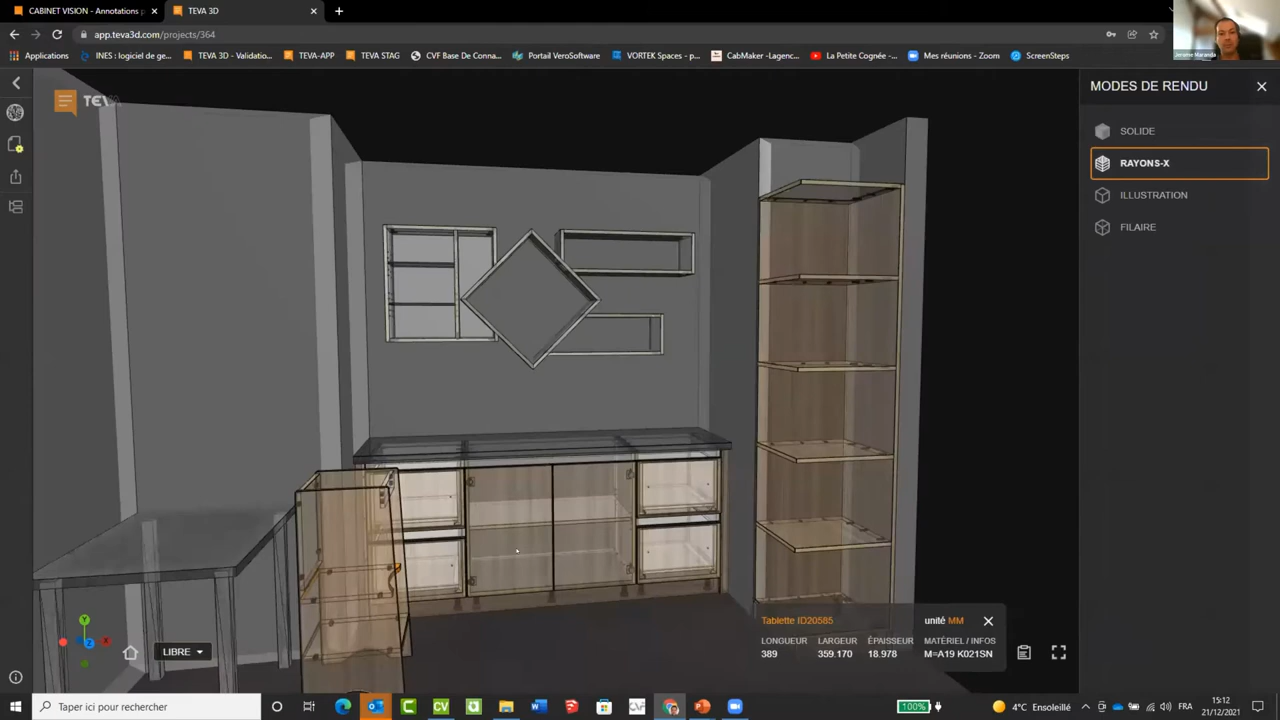 CABINET VISION - Annotations p
TEVA 3D
app.teva3d.com/projects/364
Applications
INES : logiciel de ge...
TEVA 3D - Validatio...
TEVA-APP
TEVA STAG
CVF Base De Conna...
Portail VeroSoftware
VORTEK Spaces - p...
CabMaker -Lagenc...
La Petite Cognée -...
Mes réunions - Zoom
ScreenSteps
Jerome Maranda
TEVA
MODES DE RENDU
SOLIDE
RAYONS-X
ILLUSTRATION
FILAIRE
Tablette ID20585
unité MM
LONGUEUR
LARGEUR
ÉPAISSEUR
MATÉRIEL / INFOS
389
359.170
18.978
M=A19 K021SN
Y
X
Z
LIBRE
Taper ici pour rechercher
CV
100%
4°C Ensoleillé
FRA
15:12
21/12/2021